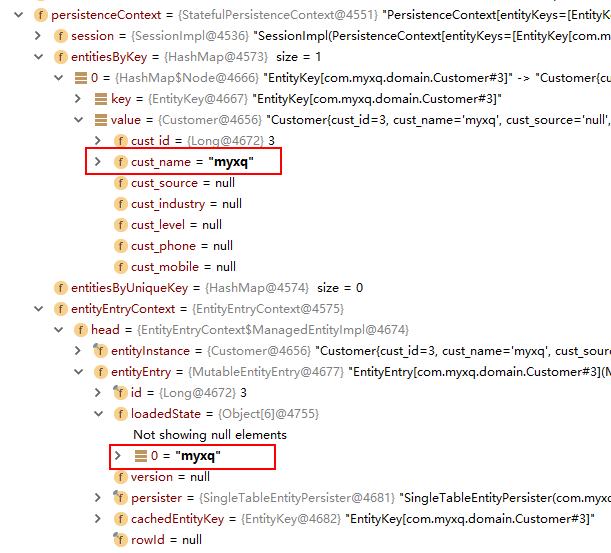 persistenceContext = {StatefulPersistenceContext@4551} "PersistenceContext[entityKeys=[EntityKey[
session = {SessionImpl@4536} "SessionImpl(PersistenceContext[entityKeys=[EntityKey[com.m
entitiesByKey = {HashMap@4573} size = 1
0 = {HashMap$Node@4666} "EntityKey[com.myxq.domain.Customer#3]" -> "Customer{cu
key = {EntityKey@4667} "EntityKey[com.myxq.domain.Customer#3]"
value = {Customer@4656} "Customer{cust_id=3, cust_name='myxq', cust_source='null',
cust_id = {Long@4672} 3
cust_name = "myxq"
cust_source = null
cust_industry = null
cust_level = null
cust_phone = null
cust_mobile = null
entitiesByUniqueKey = {HashMap@4574} size = 0
entityEntryContext = {EntityEntryContext@4575}
head = {EntityEntryContext$ManagedEntityImpl@4674}
entityInstance = {Customer@4656} "Customer{cust_id=3, cust_name='myxq', cust_sou
entityEntry = {MutableEntityEntry@4677} "EntityEntry[com.myxq.domain.Customer#3](M
id = {Long@4672} 3
loadedState = {Object[6]@4755}
Not showing null elements
0 = "myxq"
version = null
persister = {SingleTableEntityPersister@4681} "SingleTableEntityPersister(com.myxq
cachedEntityKey = {EntityKey@4682} "EntityKey[com.myxq.domain.Customer#3]"
rowId = null